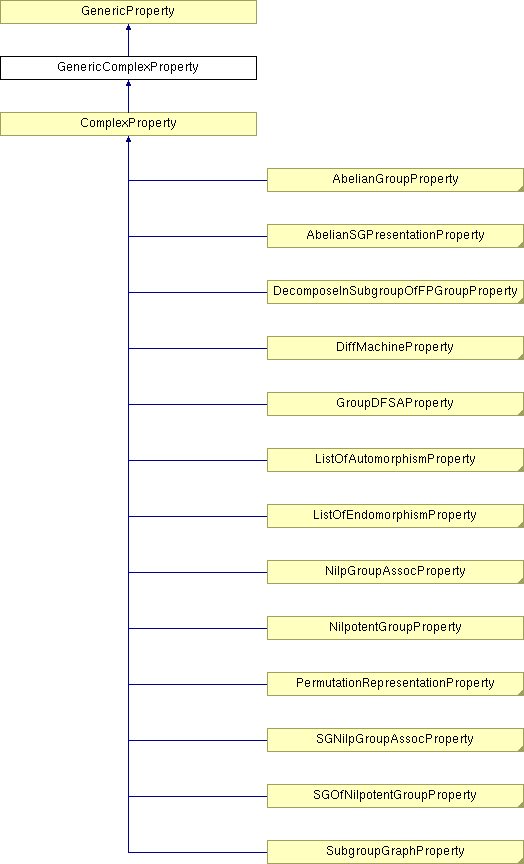 GenericProperty
GenericComplexProperty
ComplexProperty
AbelianGroupProperty
AbelianSGPresentationProperty
DecomposeInSubgroupOfFPGroupProperty
DiffMachineProperty
GroupDFSAProperty
ListOfAutomorphismProperty
ListOfEndomorphismProperty
NilpGroupAssocProperty
NilpotentGroupProperty
PermutationRepresentationProperty
SGNilpGroupAssocProperty
SGOfNilpotentGroupProperty
SubgroupGraphProperty